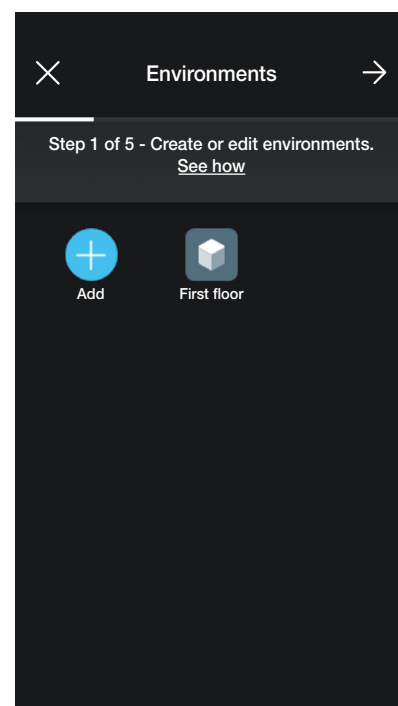 Environments
Step 1 of 5 - Create or edit environments.
See how
Add
First floor